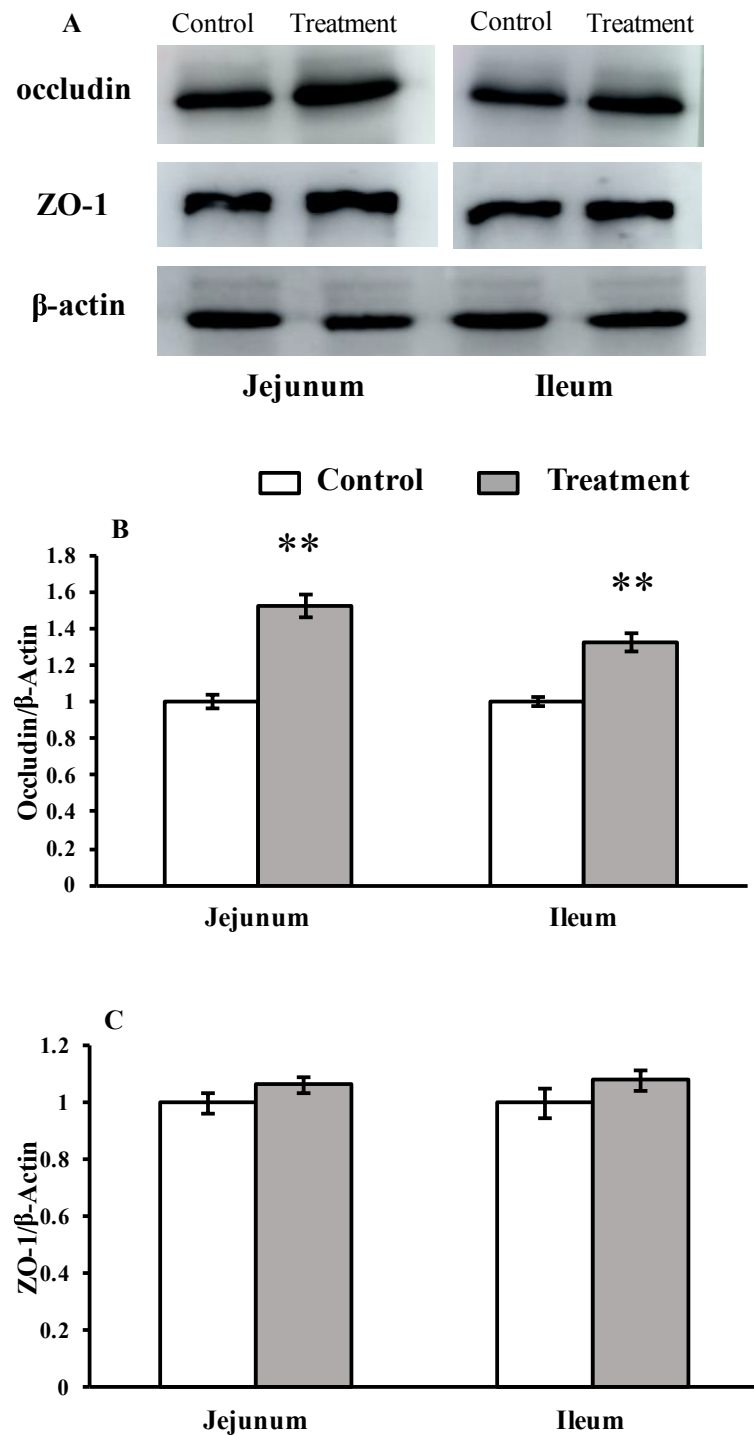 A
Control Treatment Control Treatment
occludin
ZO-1
β-actin
Jejunum Ileum
Control Treatment
B
** **
1.8
1.6
1.4
1.2
1
0.8
0.6
0.4
0.2
0
Occludin/β-Actin
Jejunum Ileum
C
1.2
1
0.8
0.6
0.4
0.2
0
ZO-1/β-Actin
Jejunum Ileum